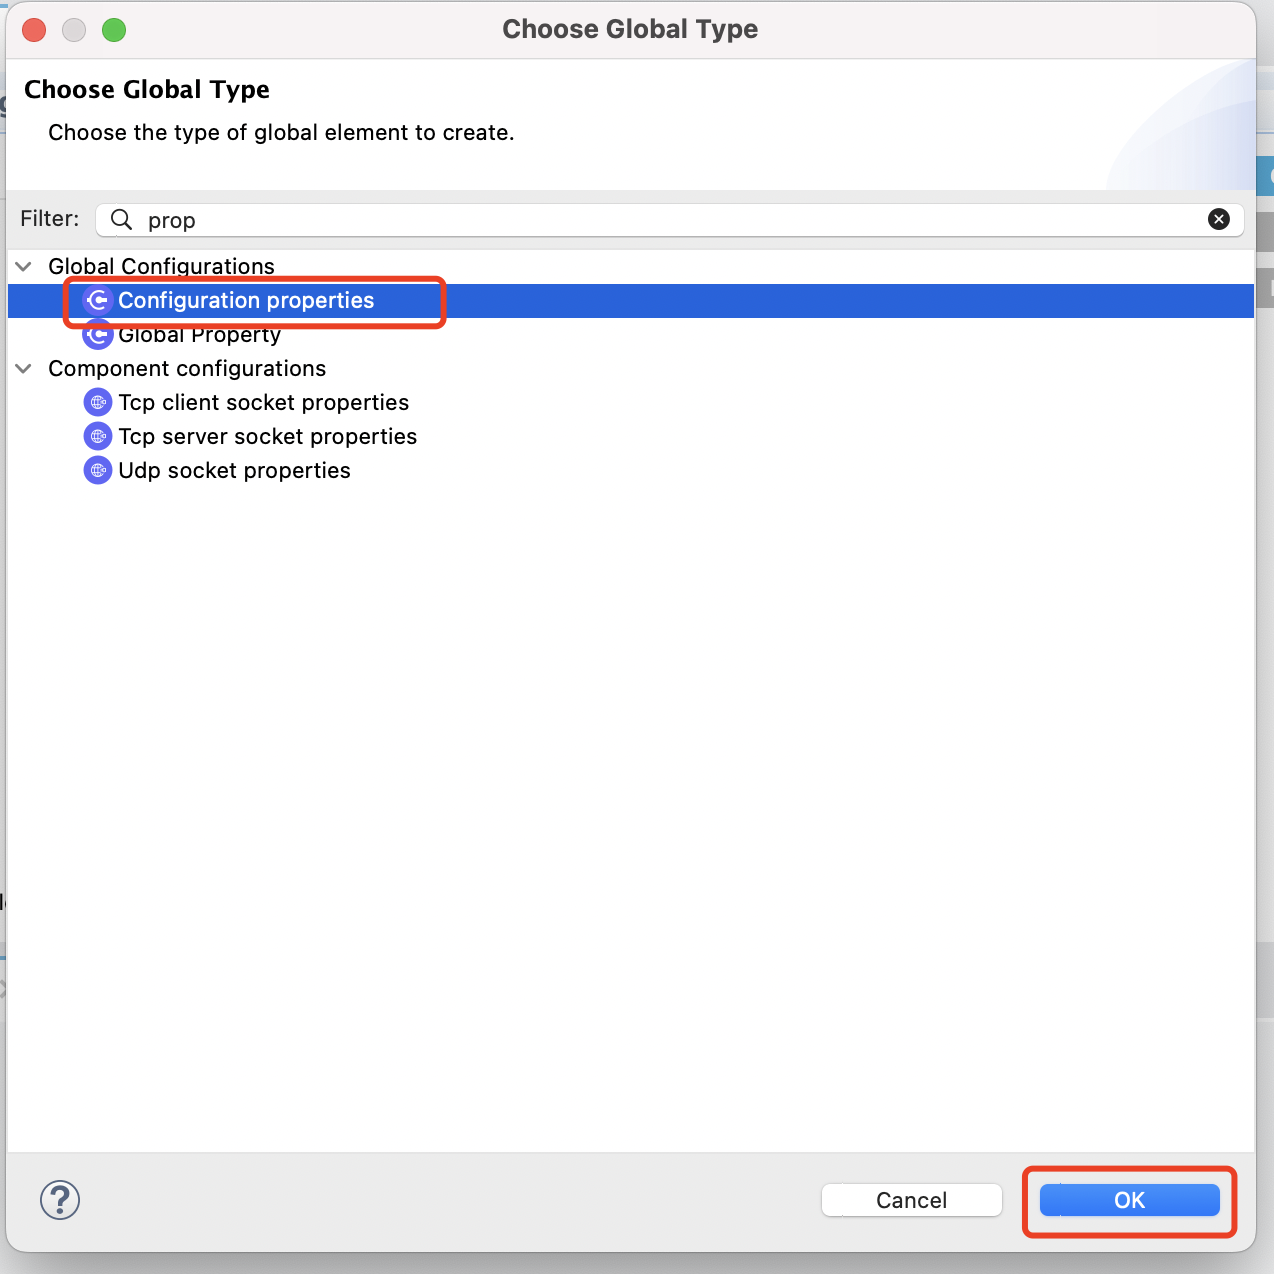 Choose Global Type
Choose Global Type
Choose the type of global element to create.
Filter: prop
Global Configurations
Configuration properties
Global Property
Component configurations
Tcp client socket properties
Tcp server socket properties
Udp socket properties
? Cancel OK